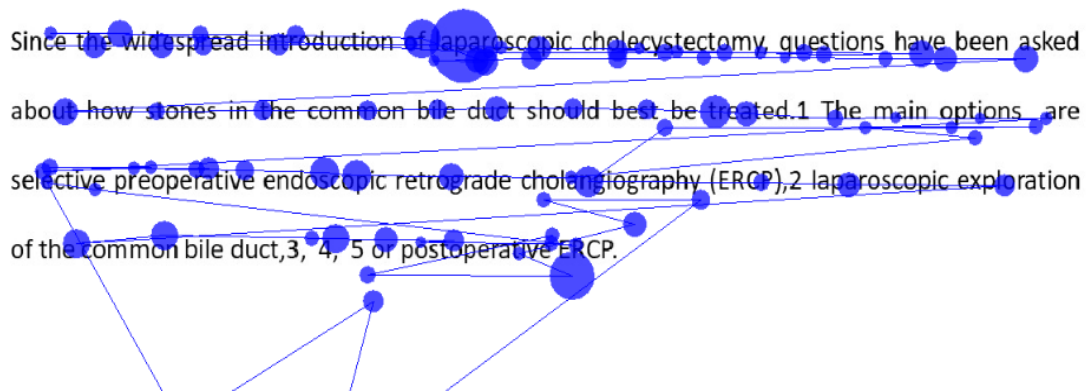 Since the widespread introduction of laparoscopic cholecystectomy, questions have been asked
about how stones in the common bile duct should best be treated.1 The main options are
selective preoperative endoscopic retrograde cholangiography (ERCP),2 laparoscopic exploration
of the common bile duct,3, 4, 5 or postoperative ERCP.